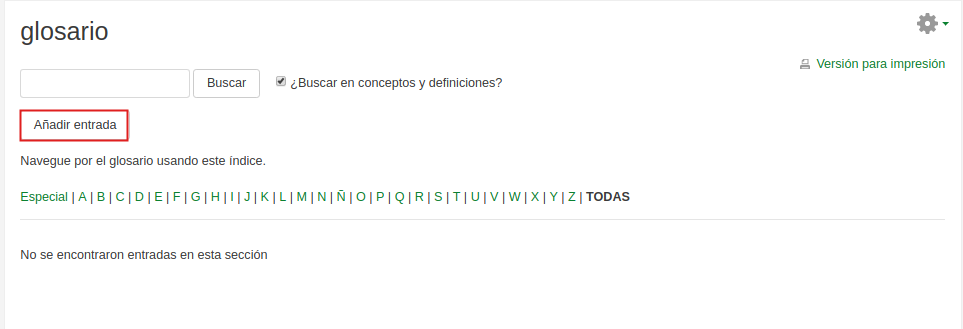 glosario
Versión para impresión
Buscar ¿Buscar en conceptos y definiciones?
Añadir entrada
Navegue por el glosario usando este índice.
Especial | A | B | C | D | E | F | G | H | I | J | K | L | M | N | Ñ | O | P | Q | R | S | T | U | V | W | X | Y | Z | TODAS
No se encontraron entradas en esta sección